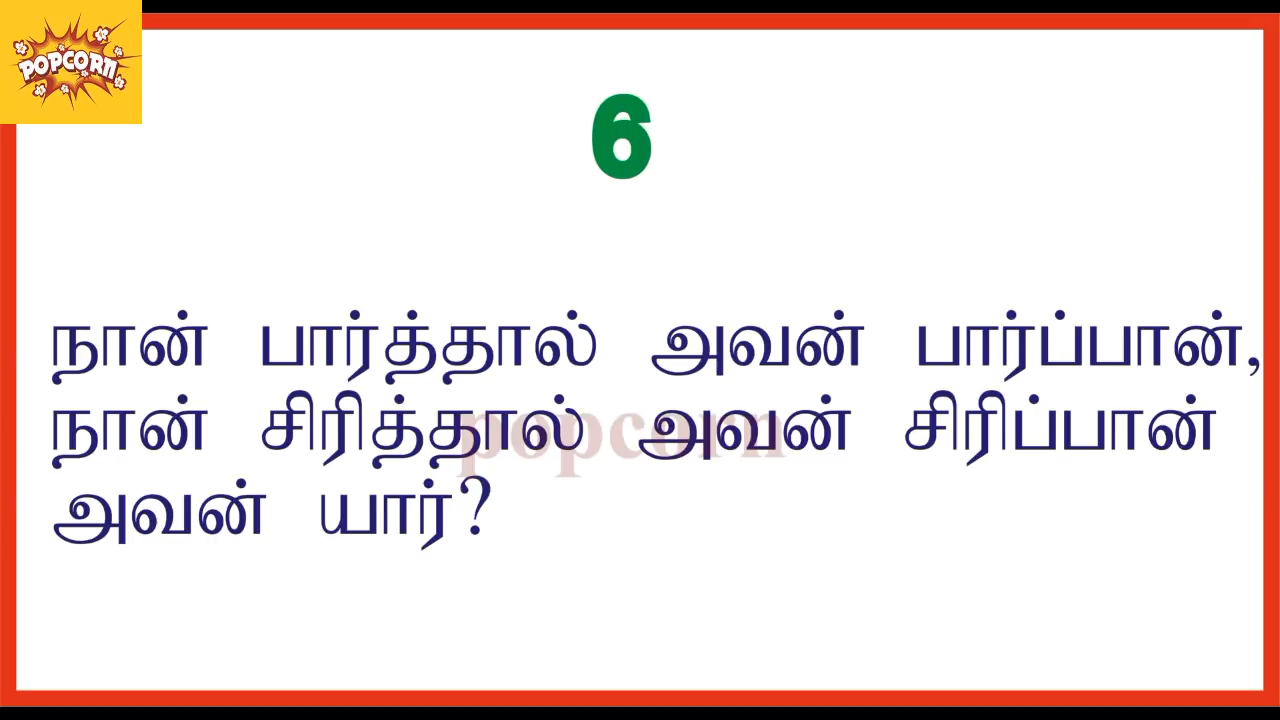 POPCORN
6
நான் பார்த்தால் அவன் பார்ப்பான்,
நான் சிரித்தால் அவன் சிரிப்பான்
அவன் யார்?
popcorn